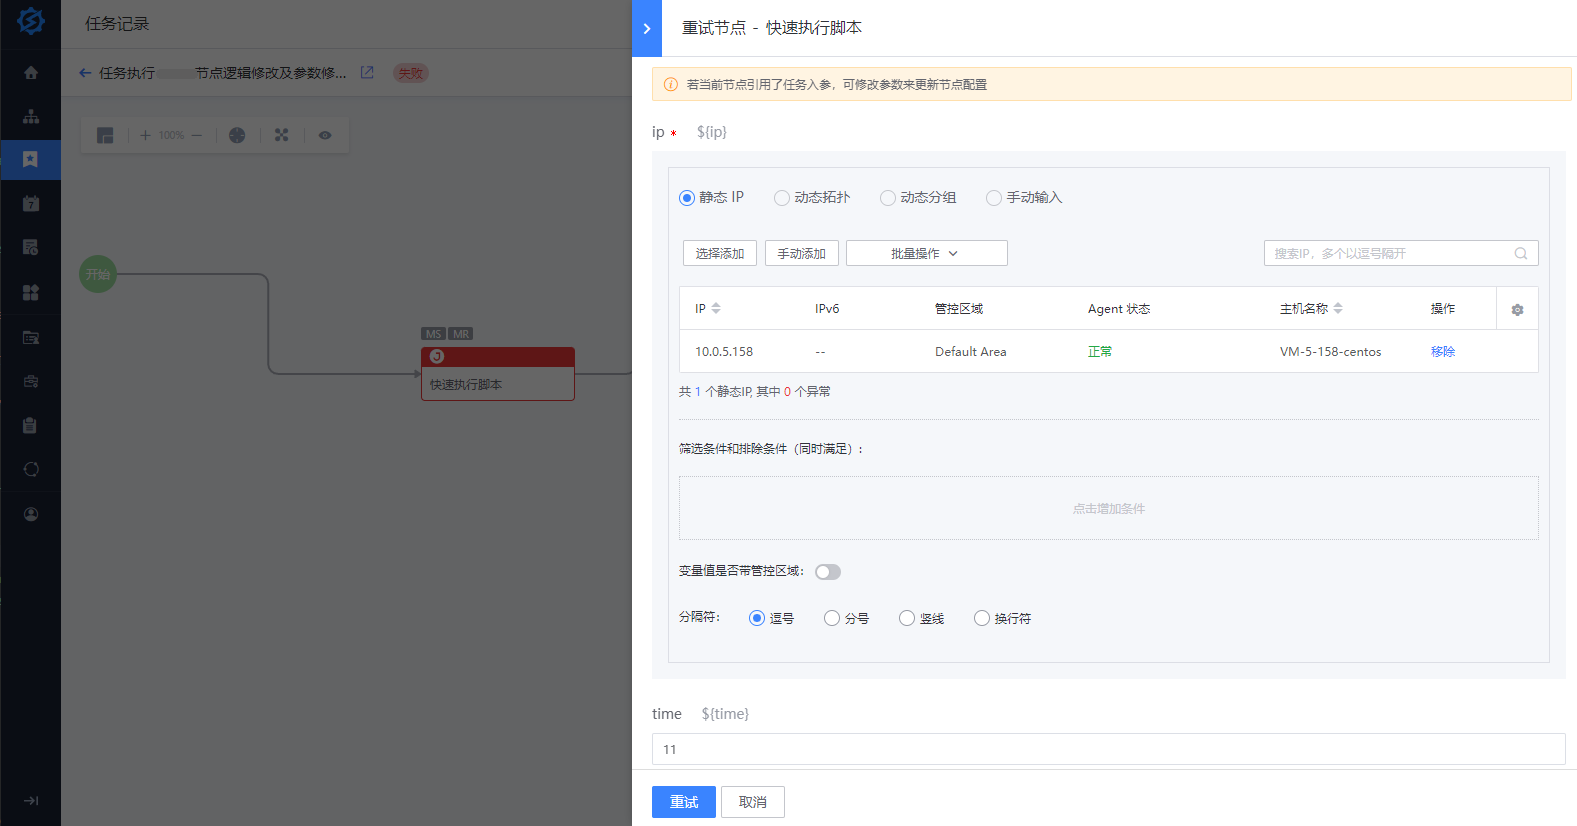 任务记录
任务执行
节点逻辑修改及参数修...
失败
100%
7
开始
MS MR
J
快速执行脚本
重试节点 - 快速执行脚本
若当前节点引用了任务入参，可修改参数来更新节点配置
ip * ${ip}
静态 IP 动态拓扑 动态分组 手动输入
选择添加 手动添加 批量操作 搜索IP，多个以逗号隔开
IP IPv6 管控区域 Agent 状态 主机名称 操作
10.0.5.158 -- Default Area 正常 VM-5-158-centos 移除
共 1 个静态IP, 其中 0 个异常
筛选条件和排除条件（同时满足）:
点击增加条件
变量值是否带管控区域:
分隔符: 逗号 分号 竖线 换行符
time ${time}
11
重试 取消